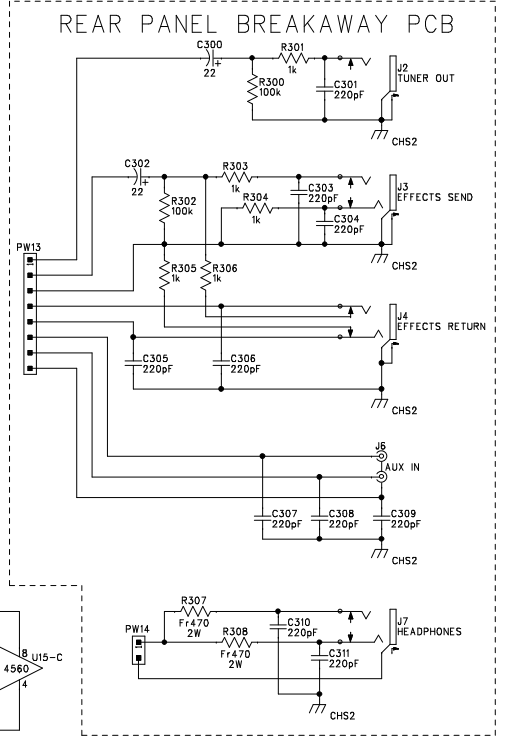 REAR PANEL BREAKAWAY PCB
C300
22
+
R301
1k
R300
100k
C301
220pF
J2
TUNER OUT
CHS2
C302
22
+
R303
1k
R302
100k
R304
1k
C303
220pF
C304
220pF
J3
EFFECTS SEND
CHS2
PW13
R305
1k
R306
1k
J4
EFFECTS RETURN
C305
220pF
C306
220pF
CHS2
J6
AUX IN
C307
220pF
C308
220pF
C309
220pF
CHS2
R307
Fr470
2W
PW14
R308
Fr470
2W
C310
220pF
C311
220pF
J7
HEADPHONES
CHS2
8
U15-C
4560
4